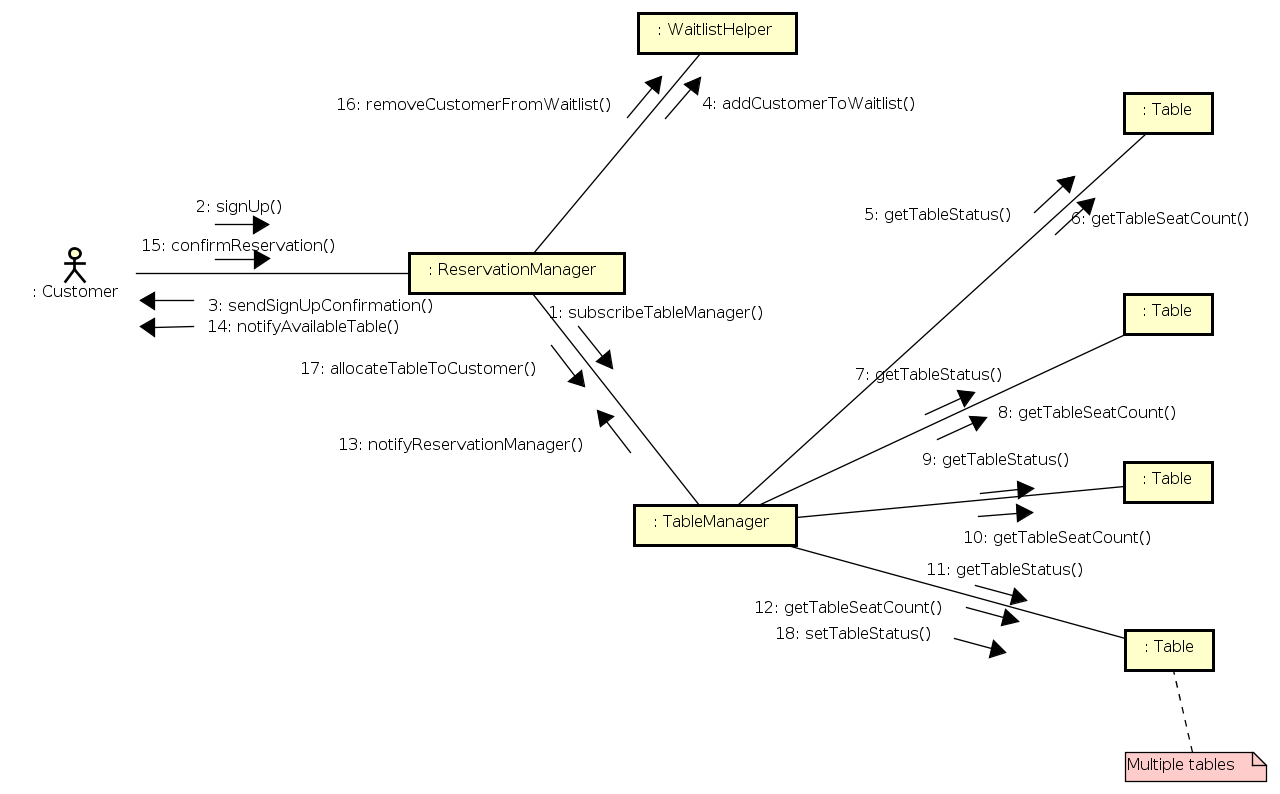 : WaitlistHelper
16: removeCustomerFromWaitlist()
4: addCustomerToWaitlist()
: Table
2: signUp()
5: getTableStatus()
6: getTableSeatCount()
15: confirmReservation()
: ReservationManager
: Customer
3: sendSignUpConfirmation()
1: subscribeTableManager()
: Table
14: notifyAvailableTable()
17: allocateTableToCustomer()
7: getTableStatus()
8: getTableSeatCount()
13: notifyReservationManager()
9: getTableStatus()
: Table
: TableManager
10: getTableSeatCount()
11: getTableStatus()
12: getTableSeatCount()
18: setTableStatus()
: Table
Multiple tables